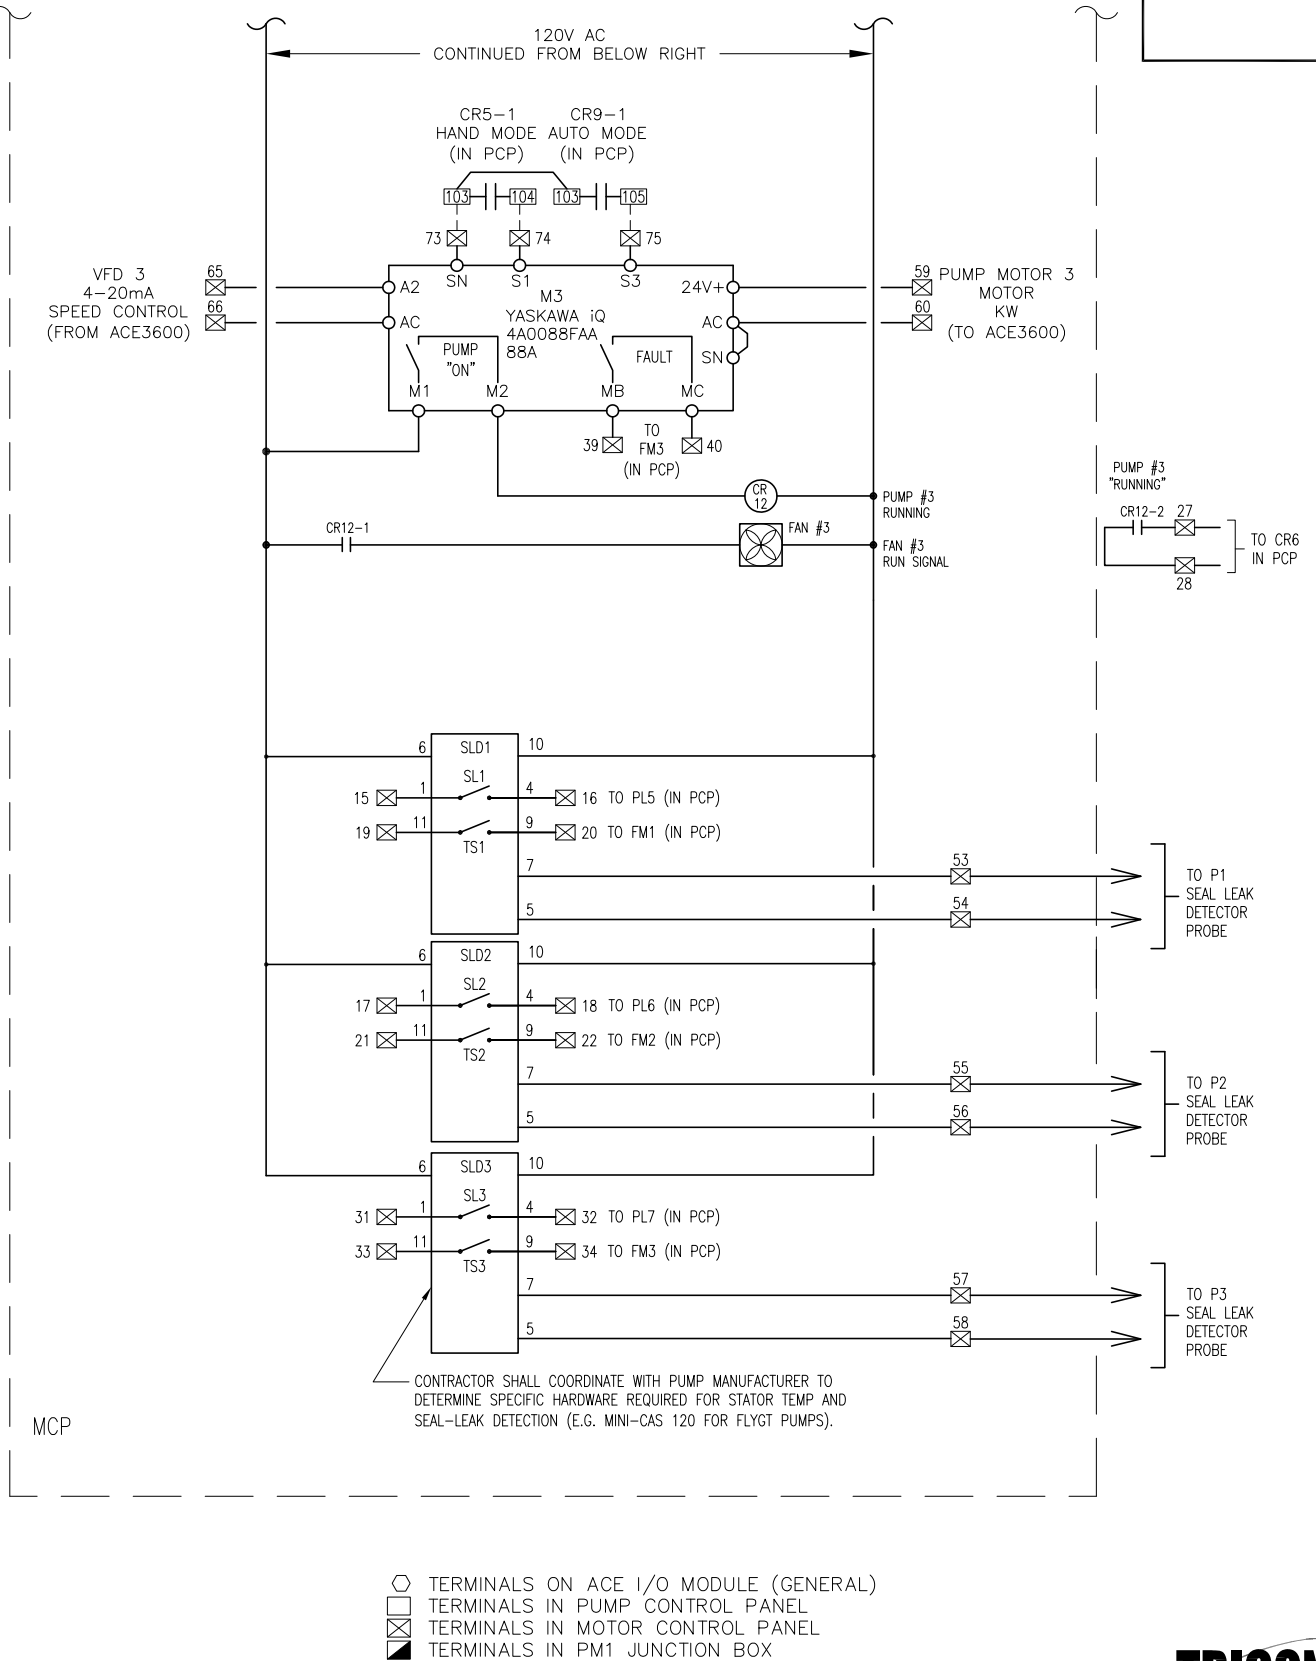 120V AC
CONTINUED FROM BELOW RIGHT
CR5-1
HAND MODE
(IN PCP)
CR9-1
AUTO MODE
(IN PCP)
103
104
103
105
73
74
75
VFD 3
4-20mA
SPEED CONTROL
(FROM ACE3600)
65
66
A2
AC
SN
S1
S3
M3
YASKAWA iQ
4A0088FAA
88A
24V+
AC
SN
PUMP
"ON"
FAULT
M1
M2
MB
MC
59
60
PUMP MOTOR 3
MOTOR
KW
(TO ACE3600)
39
TO
FM3
(IN PCP)
40
CR
12
PUMP #3
RUNNING
CR12-1
FAN #3
FAN #3
RUN SIGNAL
PUMP #3
"RUNNING"
CR12-2
27
28
TO CR6
IN PCP
6
SLD1
10
SL1
15
1
4
16 TO PL5 (IN PCP)
19
11
9
20 TO FM1 (IN PCP)
TS1
7
53
5
54
TO P1
SEAL LEAK
DETECTOR
PROBE
6
SLD2
10
SL2
17
1
4
18 TO PL6 (IN PCP)
21
11
9
22 TO FM2 (IN PCP)
TS2
7
55
5
56
TO P2
SEAL LEAK
DETECTOR
PROBE
6
SLD3
10
SL3
31
1
4
32 TO PL7 (IN PCP)
33
11
9
34 TO FM3 (IN PCP)
TS3
7
57
5
58
TO P3
SEAL LEAK
DETECTOR
PROBE
CONTRACTOR SHALL COORDINATE WITH PUMP MANUFACTURER TO
DETERMINE SPECIFIC HARDWARE REQUIRED FOR STATOR TEMP AND
SEAL-LEAK DETECTION (E.G. MINI-CAS 120 FOR FLYGT PUMPS).
MCP
TERMINALS ON ACE I/O MODULE (GENERAL)
TERMINALS IN PUMP CONTROL PANEL
TERMINALS IN MOTOR CONTROL PANEL
TERMINALS IN PM1 JUNCTION BOX